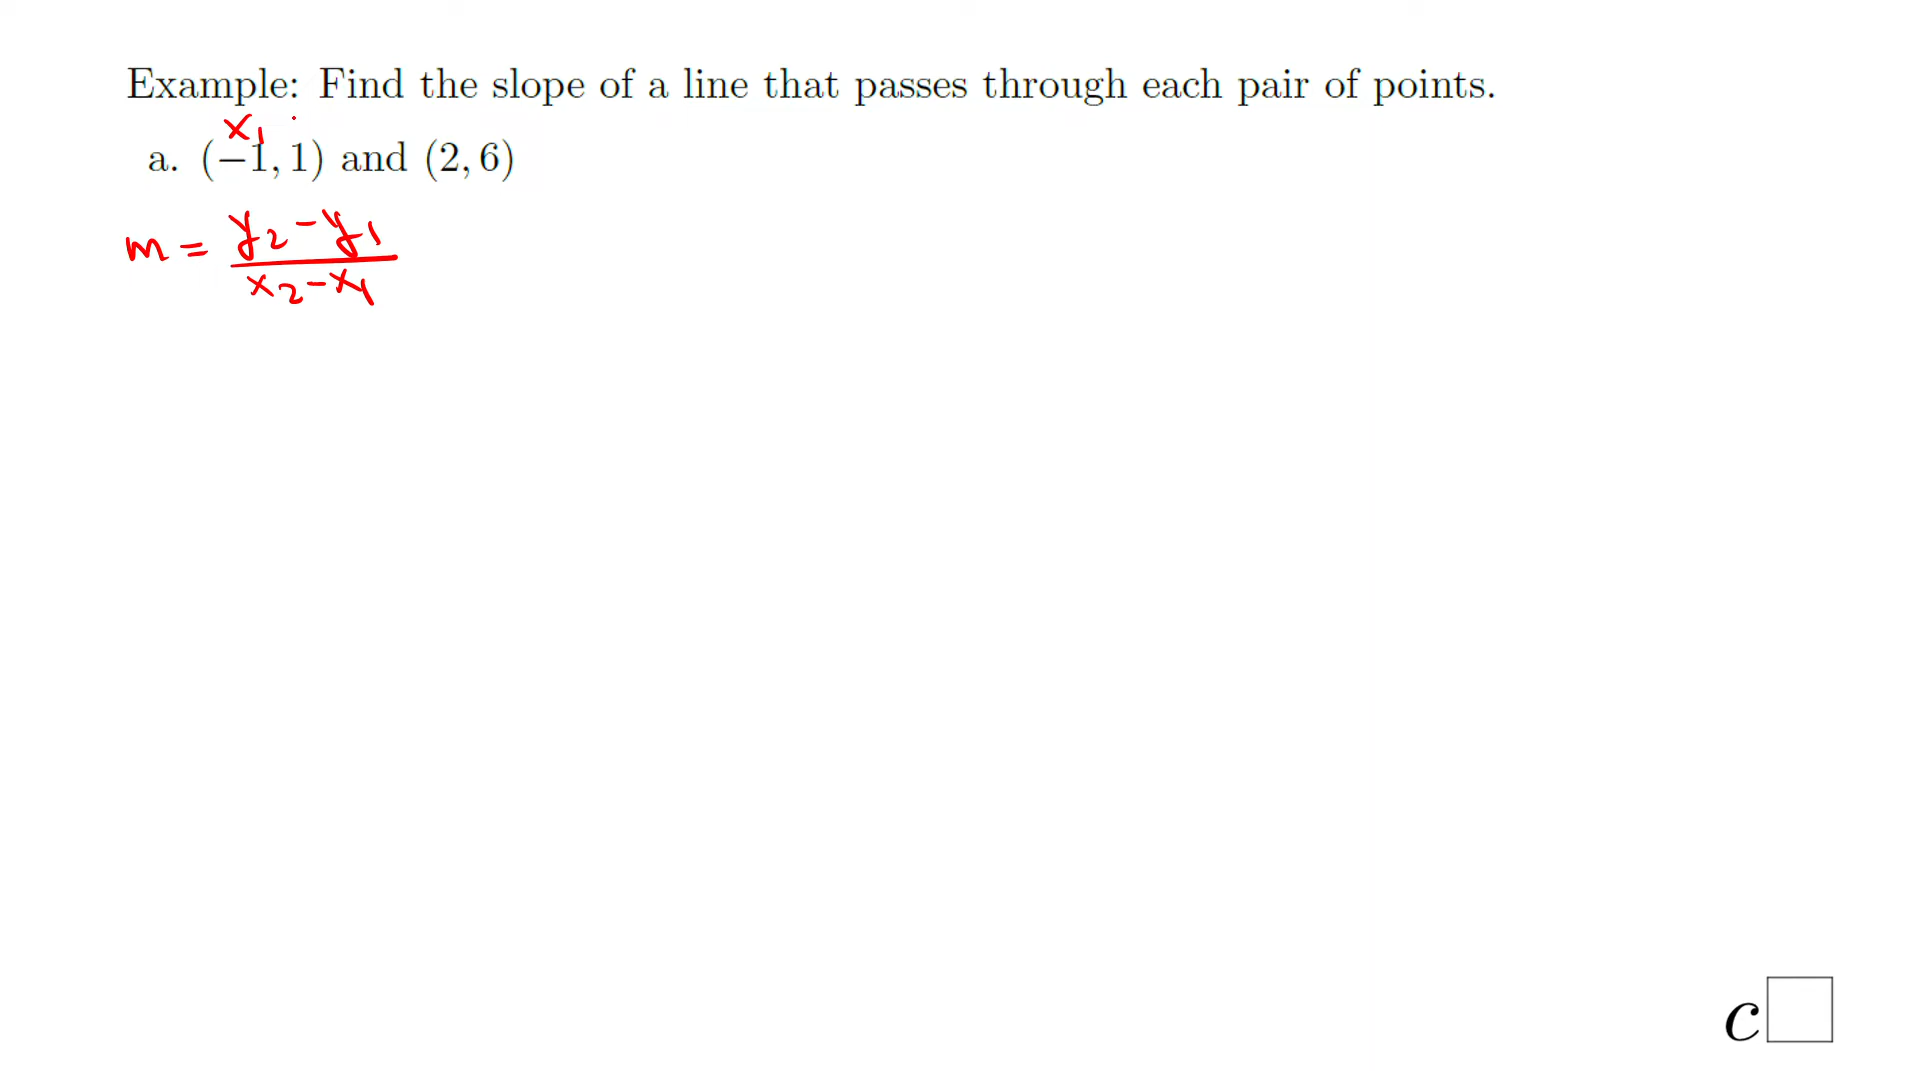 Example: Find the slope of a line that passes through each pair of points.
x₁
a. (−1, 1) and (2, 6)
m = y₂ − y₁
x₂ − x₁
c